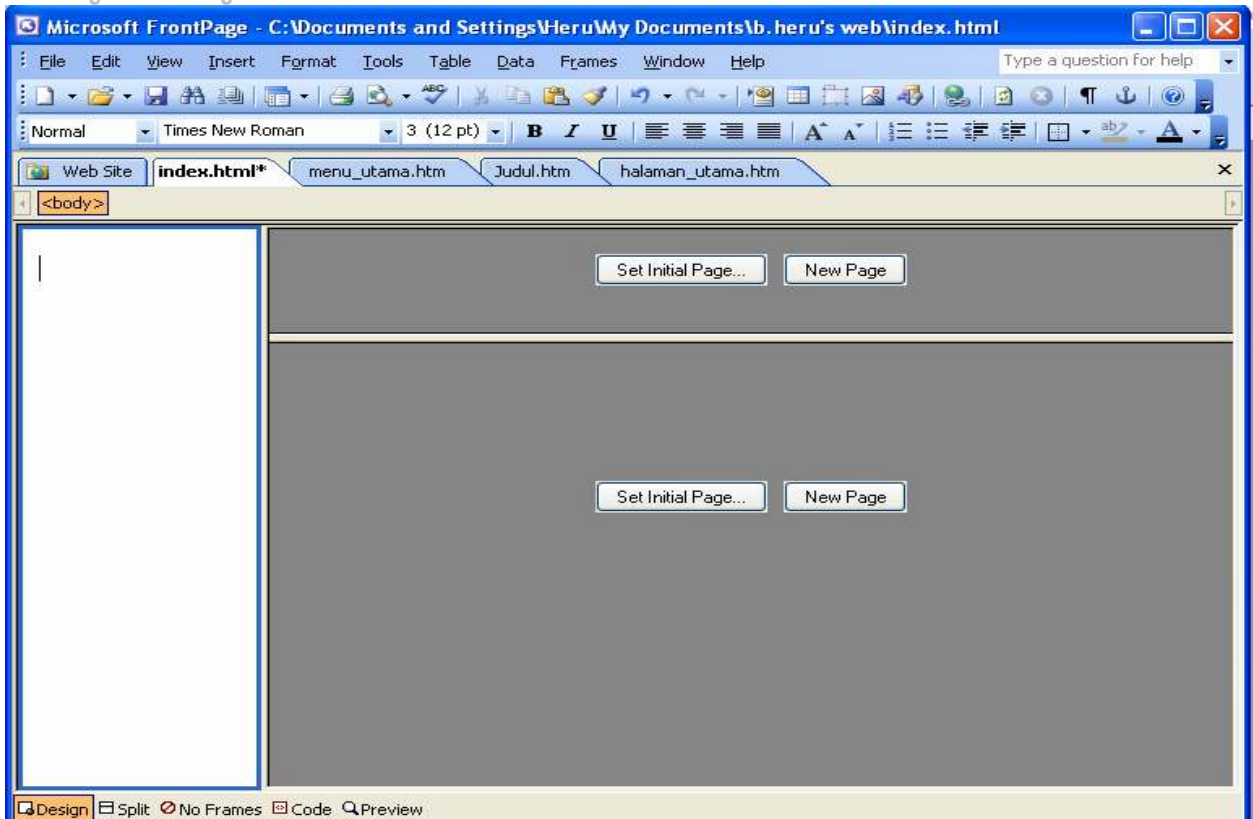 Microsoft FrontPage - C:\Documents and Settings\Heru\My Documents\b.heru's web\index.html
File Edit View Insert Format Tools Table Data Frames Window Help Type a question for help
ABC ab
Normal Times New Roman 3 (12 pt) B I U A A A
Web Site index.html* menu_utama.htm Judul.htm halaman_utama.htm
<body>
Set Initial Page... New Page
Set Initial Page... New Page
Design Split No Frames Code Preview